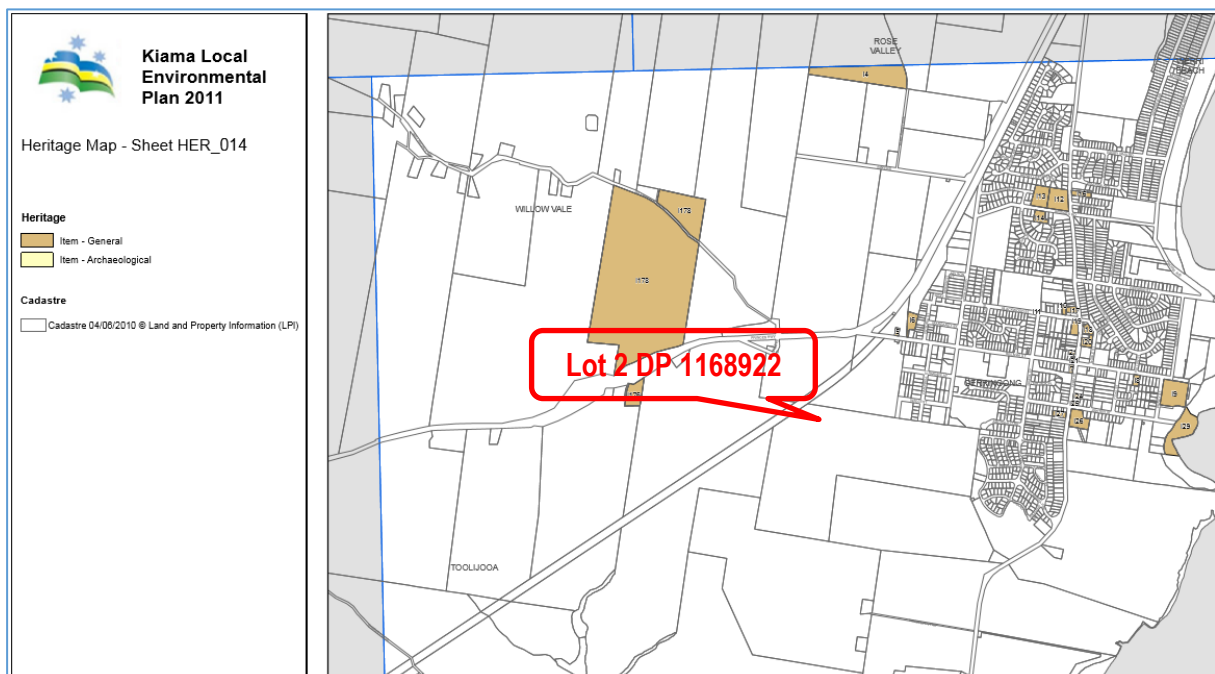 Kiama Local
Environmental
Plan 2011
Heritage Map - Sheet HER_014
Heritage
Item - General
Item - Archaeological
Cadastre
Cadastre 04/06/2010 © Land and Property Information (LPI)
ROSE
VALLEY
I4
WILLOW VALE
I178
I178
I13
I12
I6
Lot 2 DP 1168922
I9
I29
I26
TOOLIJOOA